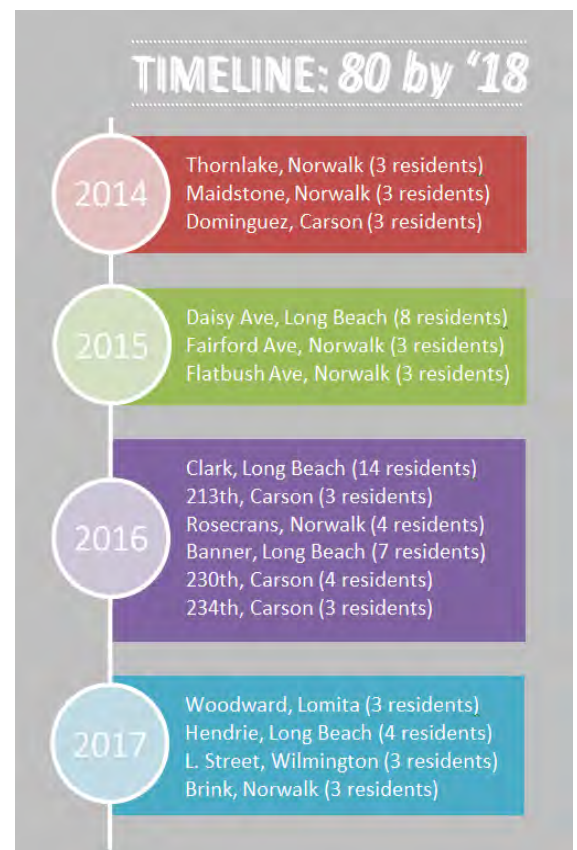 TIMELINE: 80 by ‘18
2014
Thornlake, Norwalk (3 residents)
Maidstone, Norwalk (3 residents)
Dominguez, Carson (3 residents)
2015
Daisy Ave, Long Beach (8 residents)
Fairford Ave, Norwalk (3 residents)
Flatbush Ave, Norwalk (3 residents)
2016
Clark, Long Beach (14 residents)
213th, Carson (3 residents)
Rosecrans, Norwalk (4 residents)
Banner, Long Beach (7 residents)
230th, Carson (4 residents)
234th, Carson (3 residents)
2017
Woodward, Lomita (3 residents)
Hendrie, Long Beach (4 residents)
L. Street, Wilmington (3 residents)
Brink, Norwalk (3 residents)